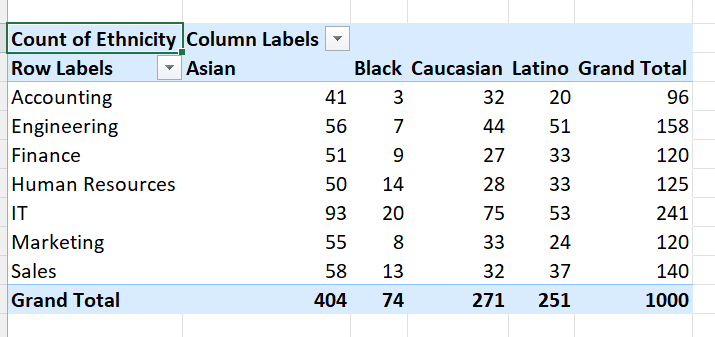 Count of Ethnicity Column Labels
Row Labels Asian Black Caucasian Latino Grand Total
Accounting 41 3 32 20 96
Engineering 56 7 44 51 158
Finance 51 9 27 33 120
Human Resources 50 14 28 33 125
IT 93 20 75 53 241
Marketing 55 8 33 24 120
Sales 58 13 32 37 140
Grand Total 404 74 271 251 1000